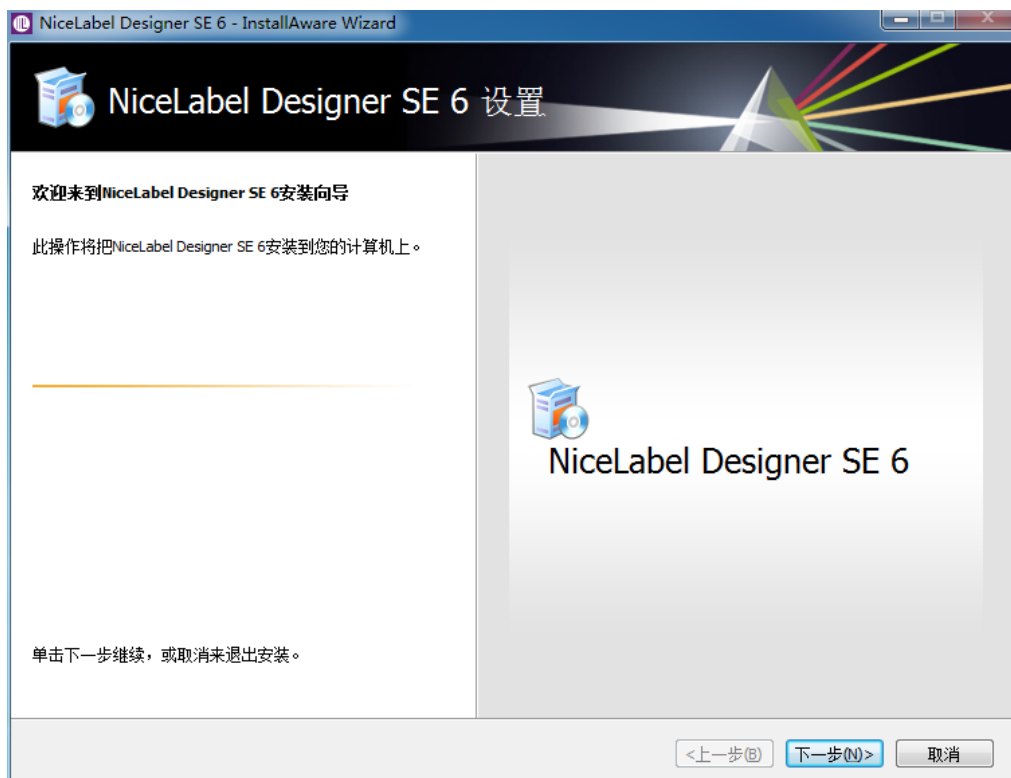 NiceLabel Designer SE 6 - InstallAware Wizard
NiceLabel Designer SE 6 设置
欢迎来到NiceLabel Designer SE 6安装向导
此操作将把NiceLabel Designer SE 6安装到您的计算机上。
NiceLabel Designer SE 6
单击下一步继续，或取消来退出安装。
<上一步(B)
下一步(N)>
取消